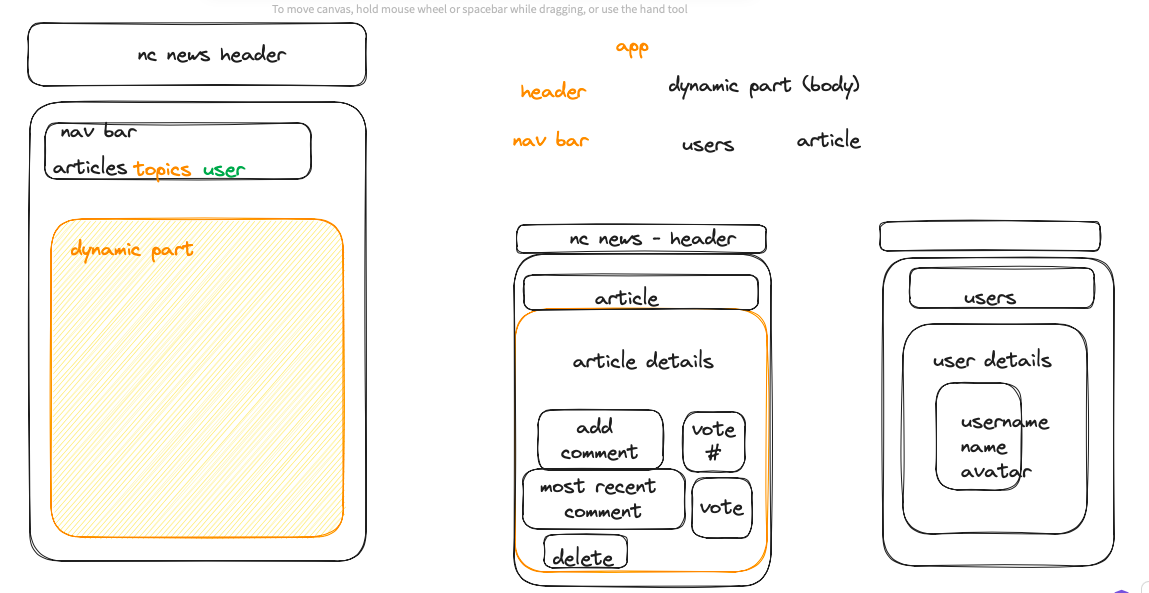 To move canvas, hold mouse wheel or spacebar while dragging, or use the hand tool
nc news header
nav bar
articles topics user
dynamic part
app
header
dynamic part (body)
nav bar
users
article
nc news - header
article
article details
add
comment
vote
#
most recent
comment
vote
delete
users
user details
username
name
avatar